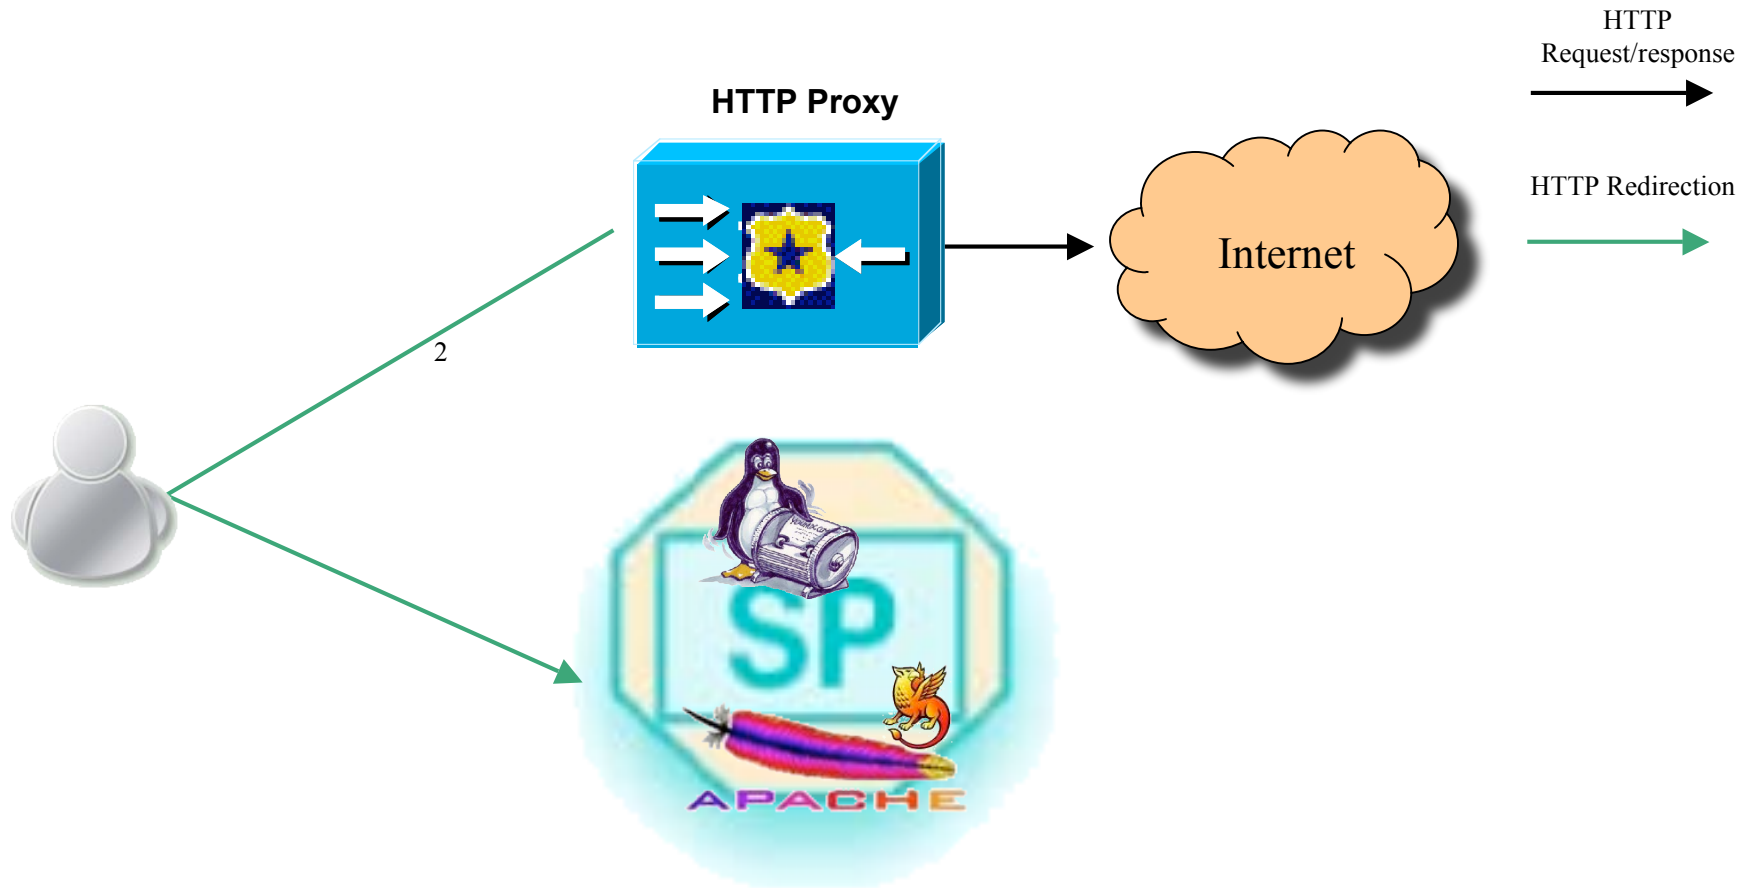 HTTP
Request/response
HTTP Proxy
HTTP Redirection
Internet
2
SP
APACHE